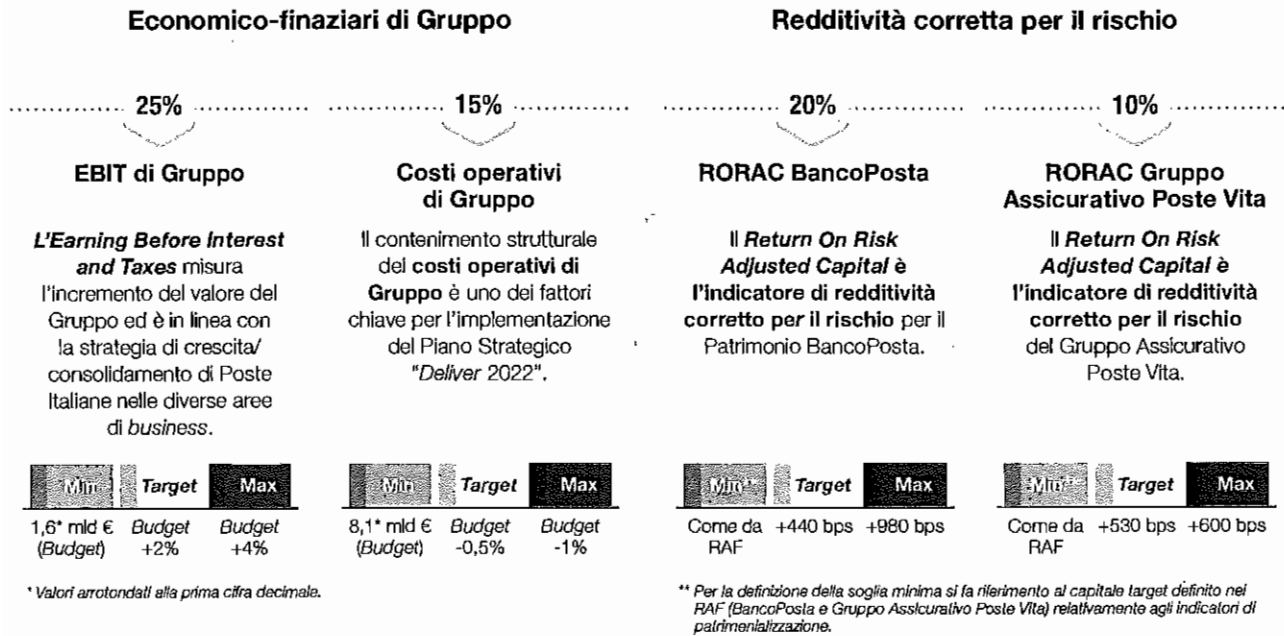 Economico-finaziari di Gruppo
Redditività corretta per il rischio
25%
EBIT di Gruppo
L'Earning Before Interest
and Taxes misura
l'incremento del valore del
Gruppo ed è in linea con
la strategia di crescita/
consolidamento di Poste
Italiane nelle diverse aree
di business.
Min Target Max
1,6* mld € Budget Budget
(Budget) +2% +4%
15%
Costi operativi
di Gruppo
Il contenimento strutturale
dei costi operativi di
Gruppo è uno dei fattori
chiave per l'implementazione
del Piano Strategico
"Deliver 2022".
Min Target Max
8,1* mld € Budget Budget
(Budget) -0,5% -1%
* Valori arrotondati alla prima cifra decimale.
20%
RORAC BancoPosta
Il Return On Risk
Adjusted Capital è
l'indicatore di redditività
corretto per il rischio per il
Patrimonio BancoPosta.
Min** Target Max
Come da +440 bps +980 bps
RAF
10%
RORAC Gruppo
Assicurativo Poste Vita
Il Return On Risk
Adjusted Capital è
l'indicatore di redditività
corretto per il rischio
del Gruppo Assicurativo
Poste Vita.
Min** Target Max
Come da +530 bps +600 bps
RAF
** Per la definizione della soglia minima si fa riferimento al capitale target definito nel
RAF (BancoPosta e Gruppo Assicurativo Poste Vita) relativamente agli indicatori di
patrimenializzazione.